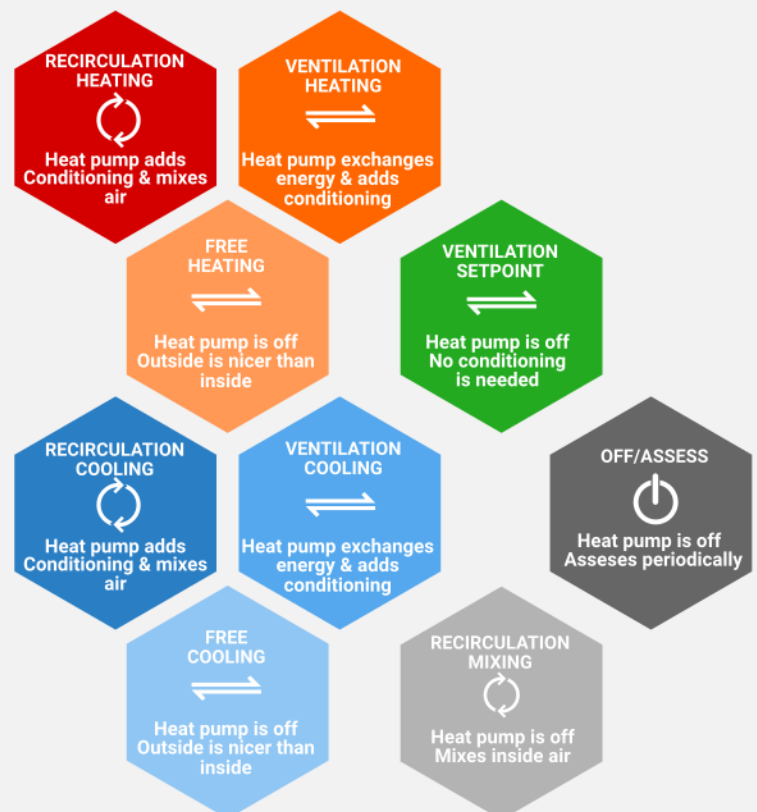 RECIRCULATION
HEATING
Heat pump adds
Conditioning & mixes
air
VENTILATION
HEATING
Heat pump exchanges
energy & adds
conditioning
FREE
HEATING
Heat pump is off
Outside is nicer than
inside
VENTILATION
SETPOINT
Heat pump is off
No conditioning
is needed
RECIRCULATION
COOLING
Heat pump adds
Conditioning & mixes
air
VENTILATION
COOLING
Heat pump exchanges
energy & adds
conditioning
OFF/ASSESS
Heat pump is off
Asseses periodically
FREE
COOLING
Heat pump is off
Outside is nicer than
inside
RECIRCULATION
MIXING
Heat pump is off
Mixes inside air